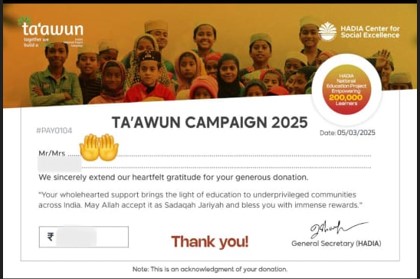 ta'awun
together we build a
HADIA Center for
Social Excellence
HADIA
National
Education Project
Empowering
200,000
Learners
TA'AWUN CAMPAIGN 2025
#PAY0104
Date: 05/03/2025
Mr/Mrs
We sincerely extend our heartfelt gratitude for your generous donation.
"Your wholehearted support brings the light of education to underprivileged communities
across India. May Allah accept it as Sadaqah Jariyah and bless you with immense rewards."
₹
Thank you!
General Secretary (HADIA)
Note: This is an acknowledgment of your donation.